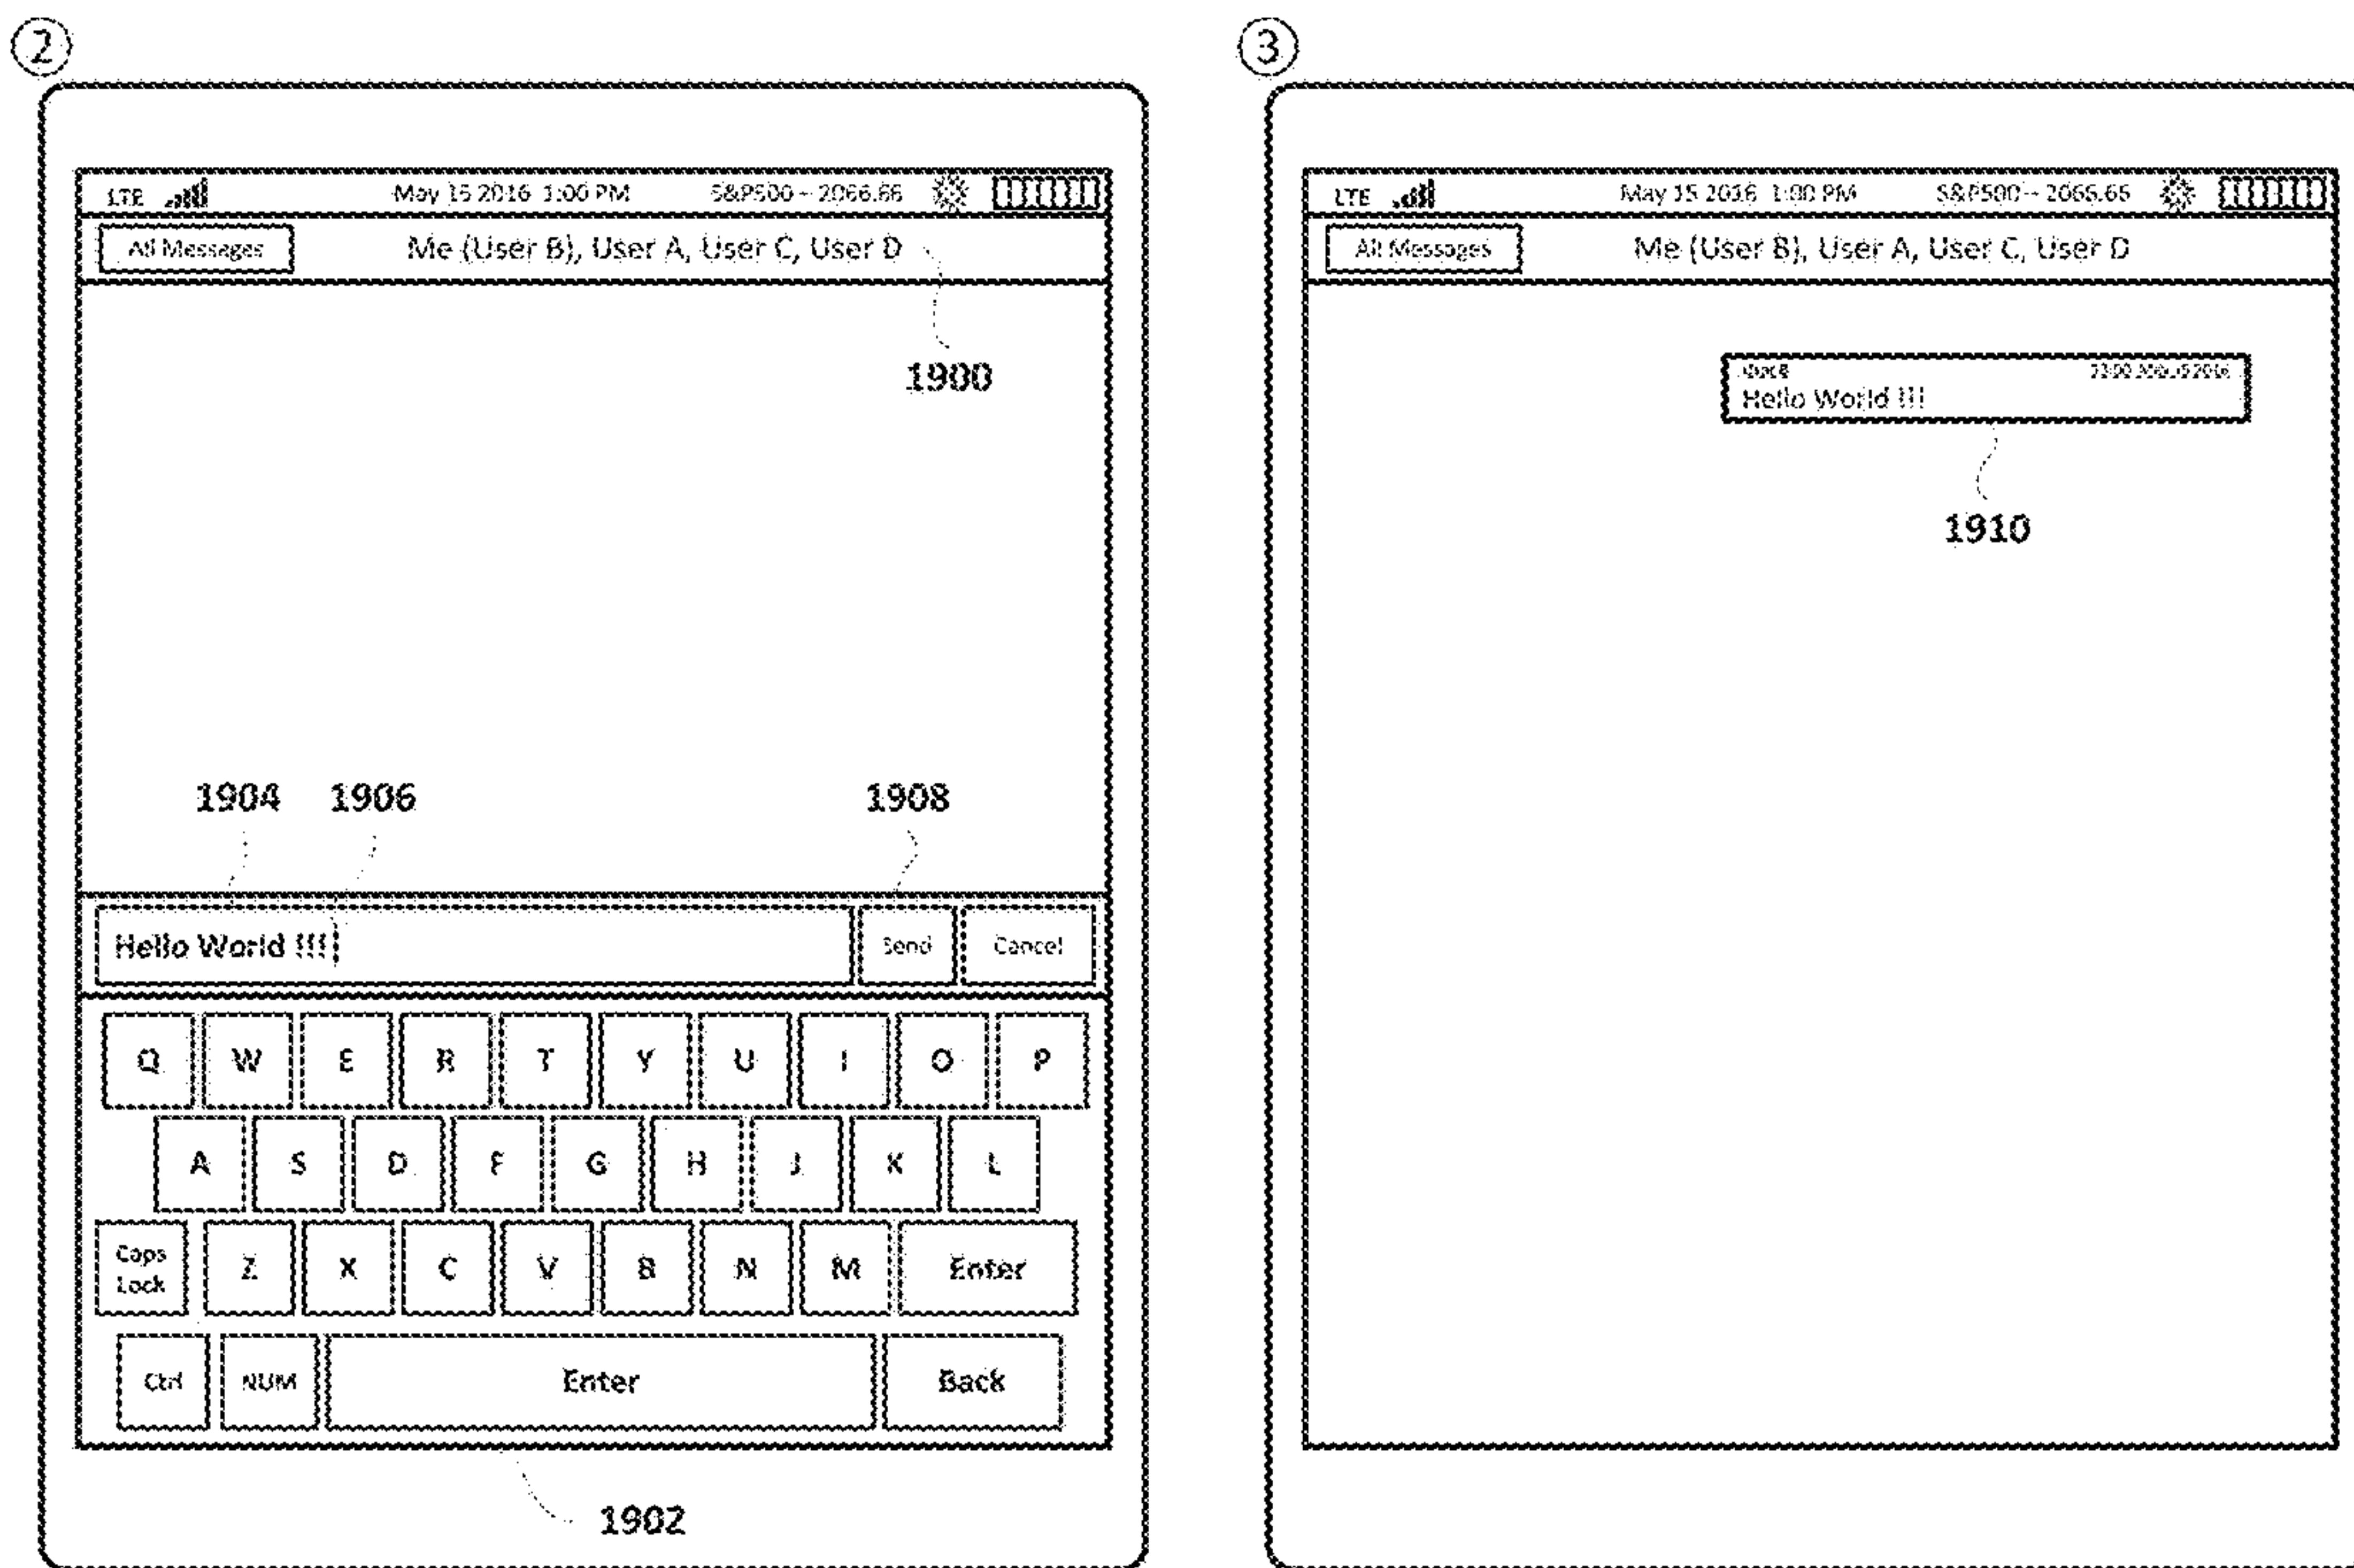 2
LTE May 15 2016 1:00 PM S&P500 -- 2066.66
All Messages Me (User B), User A, User C, User D
1900
1904 1906 1908
Hello World !!! Send Cancel
Q W E R T Y U I O P
A S D F G H J K L
Caps Lock Z X C V B N M Enter
Ctrl NUM Enter Back
1902
3
LTE May 15 2016 1:00 PM S&P500 -- 2066.66
All Messages Me (User B), User A, User C, User D
Hello World !!!
1910